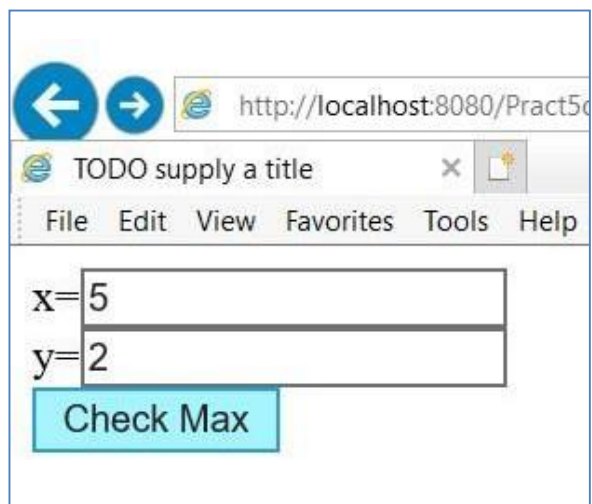 http://localhost:8080/Pract5c
TODO supply a title
File Edit View Favorites Tools Help
x=5
y=2
Check Max